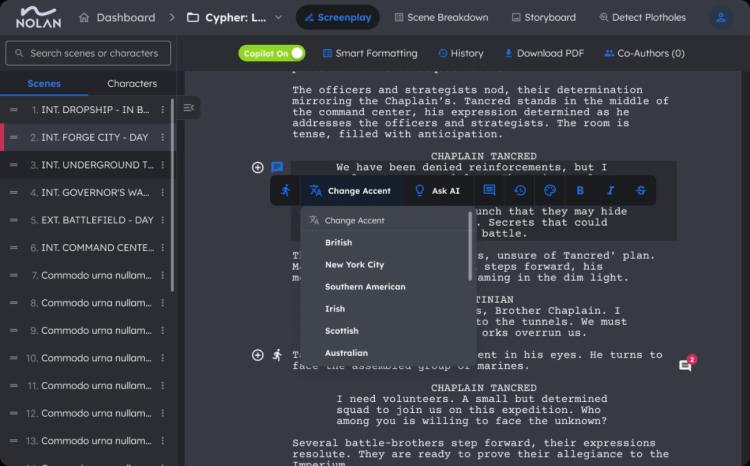 NOLAN
Dashboard
Cypher: L...
Screenplay
Scene Breakdown
Storyboard
Detect Plotholes
Search scenes or characters
Copilot On
Smart Formatting
History
Download PDF
Co-Authors (0)
Scenes
Characters
1. INT. DROPSHIP - IN B...
2. INT. FORGE CITY - DAY
3. INT. UNDERGROUND T...
4. INT. GOVERNOR'S WA...
5. EXT. BATTLEFIELD - DAY
6. INT. COMMAND CENTE...
7. Commodo urna nullam...
8. Commodo urna nullam...
9. Commodo urna nullam...
10. Commodo urna nullam...
11. Commodo urna nullam...
12. Commodo urna nullam...
13. Commodo urna nullam...
The officers and strategists nod, their determination
mirroring the Chaplain's. Tancred stands in the middle of
the command center, his expression determined as he
addresses the officers and strategists. The room is
tense, filled with anticipation.
CHAPLAIN TANCRED
We have been denied reinforcements, but I
Change Accent
Ask AI
B
I
S
unch that they may hide
. Secrets that could
battle.
Change Accent
British
New York City
Southern American
Irish
Scottish
Australian
s, unsure of Tancred' plan.
steps forward, his
aming in the dim light.
TINIAN
s, Brother Chaplain. I
to the tunnels. We must
orks overrun us.
ent in his eyes. He turns to
face the assembled group of marines.
2
CHAPLAIN TANCRED
I need volunteers. A small but determined
squad to join us on this expedition. Who
among you is willing to face the unknown?
Several battle-brothers step forward, their expressions
resolute. They are ready to prove their allegiance to the
Imperium.